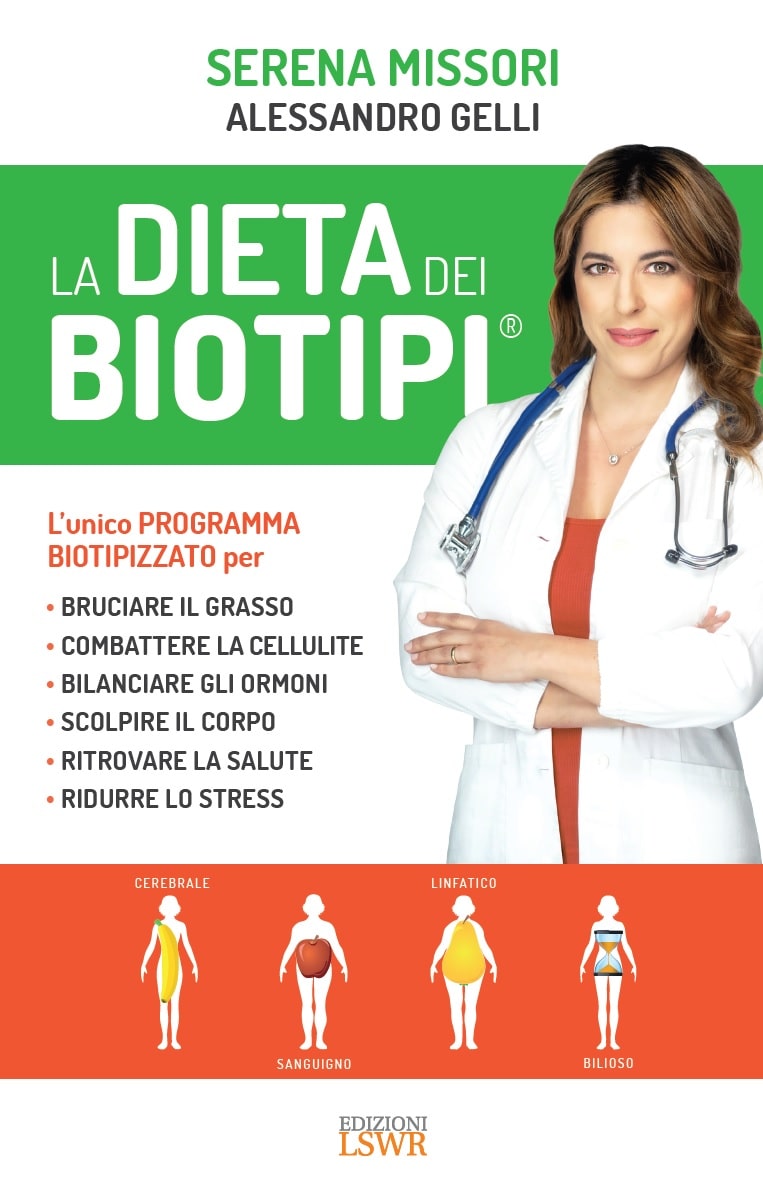 SERENA MISSORI
ALESSANDRO GELLI
LA DIETA DEI
BIOTIPI®
L'unico PROGRAMMA
BIOTIPIZZATO per
• BRUCIARE IL GRASSO
• COMBATTERE LA CELLULITE
• BILANCIARE GLI ORMONI
• SCOLPIRE IL CORPO
• RITROVARE LA SALUTE
• RIDURRE LO STRESS
CEREBRALE
LINFATICO
SANGUIGNO
BILIOSO
EDIZIONI
LSWR